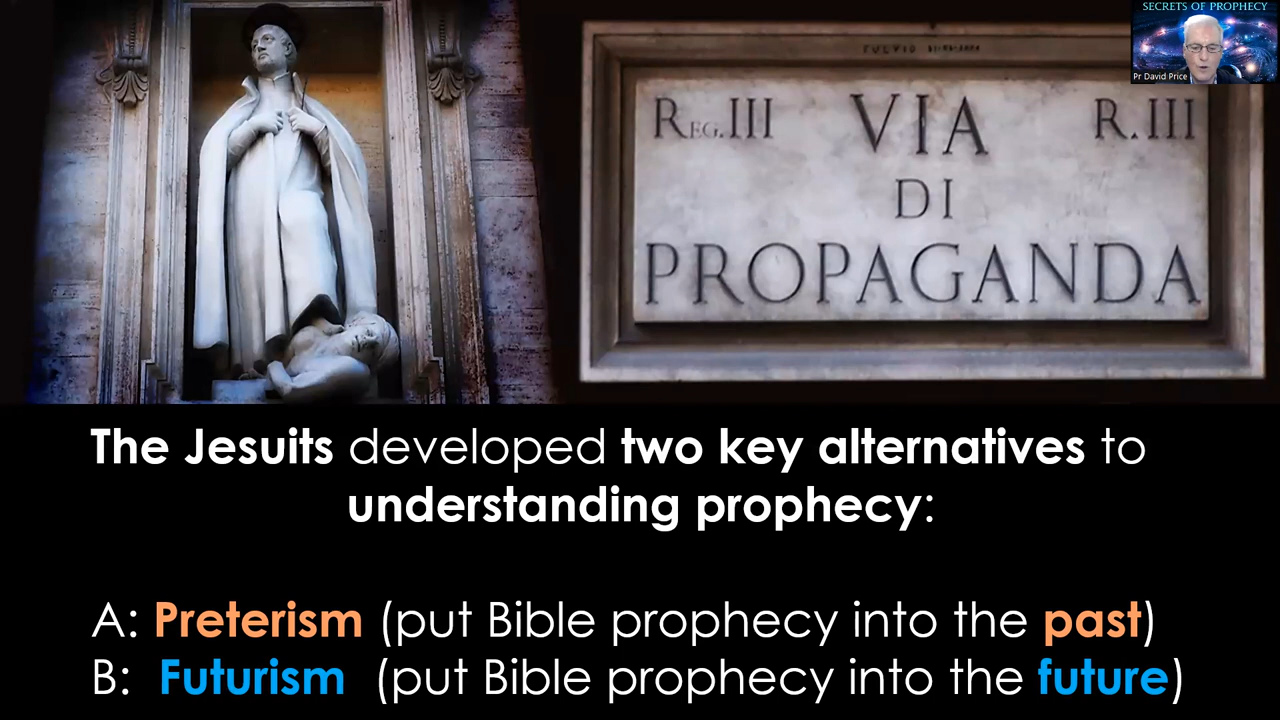 SECRETS OF PROPHECY
Pr David Price
REG.III VIA R.III
DI
PROPAGANDA
The Jesuits developed two key alternatives to
understanding prophecy:
A: Preterism (put Bible prophecy into the past)
B: Futurism (put Bible prophecy into the future)